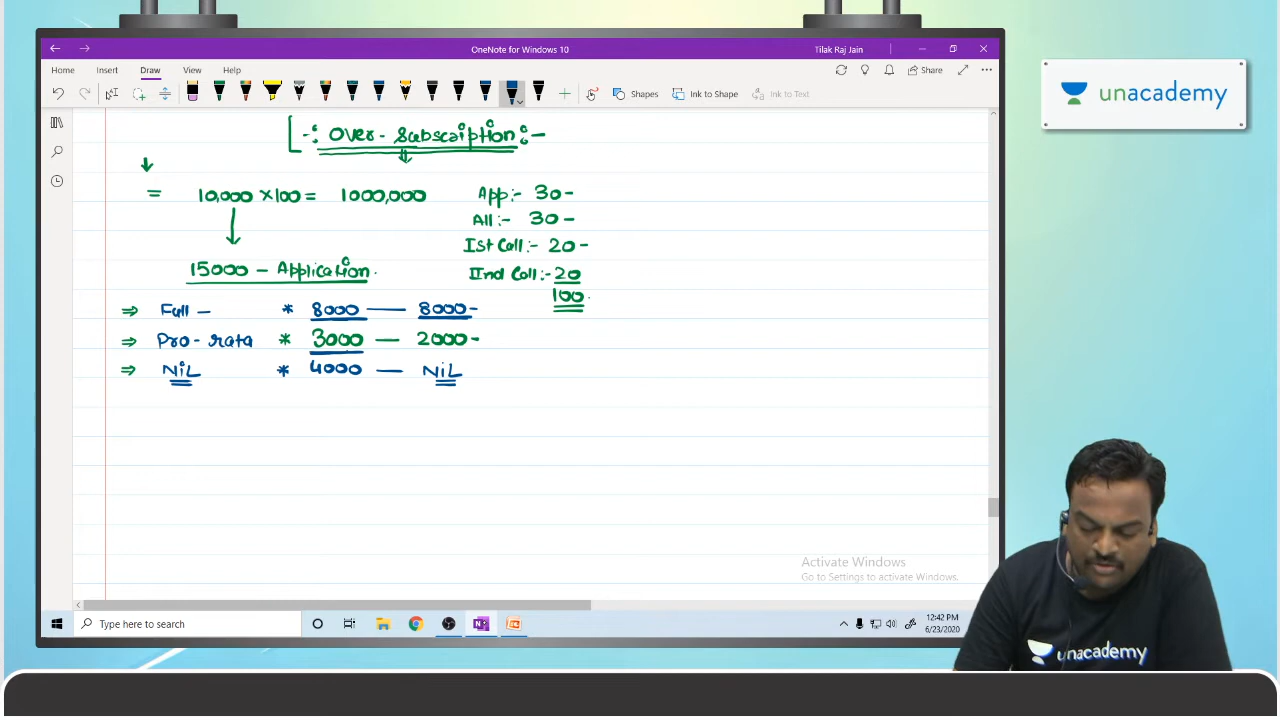 OneNote for Windows 10
Tilak Raj Jain
Home Insert Draw View Help
Share
Shapes
Ink to Shape
Ink to Text
unacademy
-: Over-Subscription :-
= 10,000 × 100 = 1000,000
App:- 30-
All:- 30-
Ist Call:- 20-
IInd Call:- 20
100
15000 - Application.
⇒ Full - * 8000 — 8000-
⇒ Pro-rata * 3000 — 2000-
⇒ NiL * 4000 — NiL
Activate Windows
Go to Settings to activate Windows.
Type here to search
12:42 PM
6/23/2020
unacademy